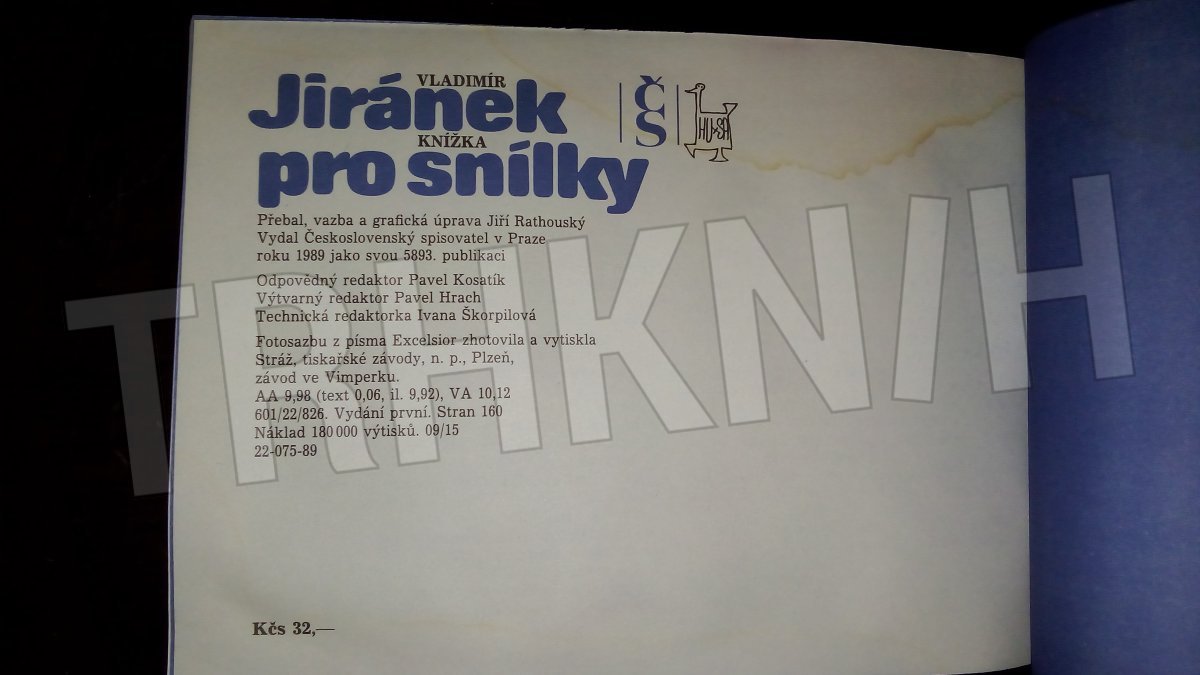 VLADIMÍR
Jiránek
KNÍŽKA
pro snílky
ČS
HUSA
Přebal, vazba a grafická úprava Jiří Rathouský
Vydal Československý spisovatel v Praze
roku 1989 jako svou 5893. publikaci
Odpovědný redaktor Pavel Kosatík
Výtvarný redaktor Pavel Hrach
Technická redaktorka Ivana Škorpilová
Fotosazbu z písma Excelsior zhotovila a vytiskla
Stráž, tiskařské závody, n. p., Plzeň,
závod ve Vimperku.
AA 9,98 (text 0,06, il. 9,92), VA 10,12
601/22/826. Vydání první. Stran 160
Náklad 180 000 výtisků. 09/15
22-075-89
Kčs 32,—
TRHKNIH